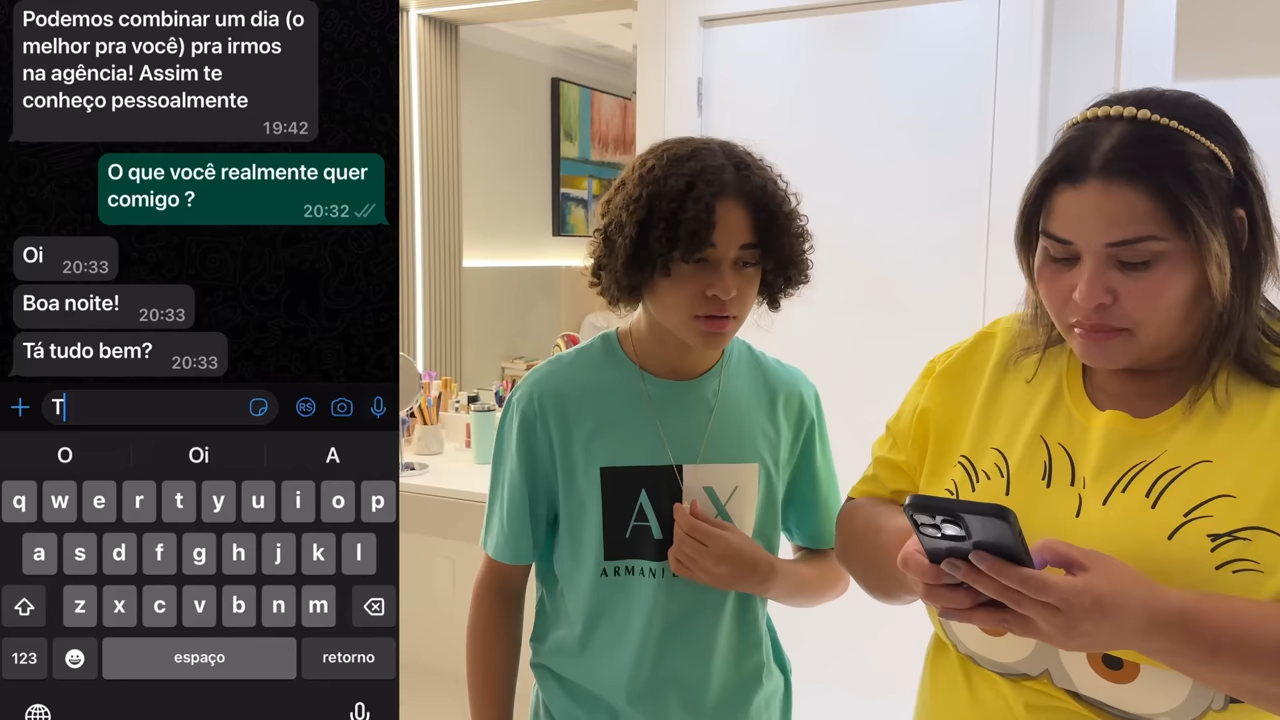 Podemos combinar um dia (o
melhor pra você) pra irmos
na agência! Assim te
conheço pessoalmente
19:42
O que você realmente quer
comigo ?
20:32
Oi 20:33
Boa noite! 20:33
Tá tudo bem? 20:33
T
R$
O Oi A
q w e r t y u i o p
a s d f g h j k l
z x c v b n m
123 espaço retorno
A X
ARMANI